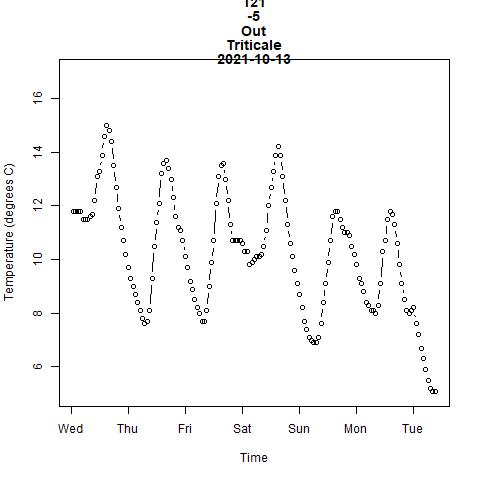 121
-5
Out
Triticale
2021-10-13
16
14
12
10
8
6
Temperature (degrees C)
Wed Thu Fri Sat Sun Mon Tue
Time